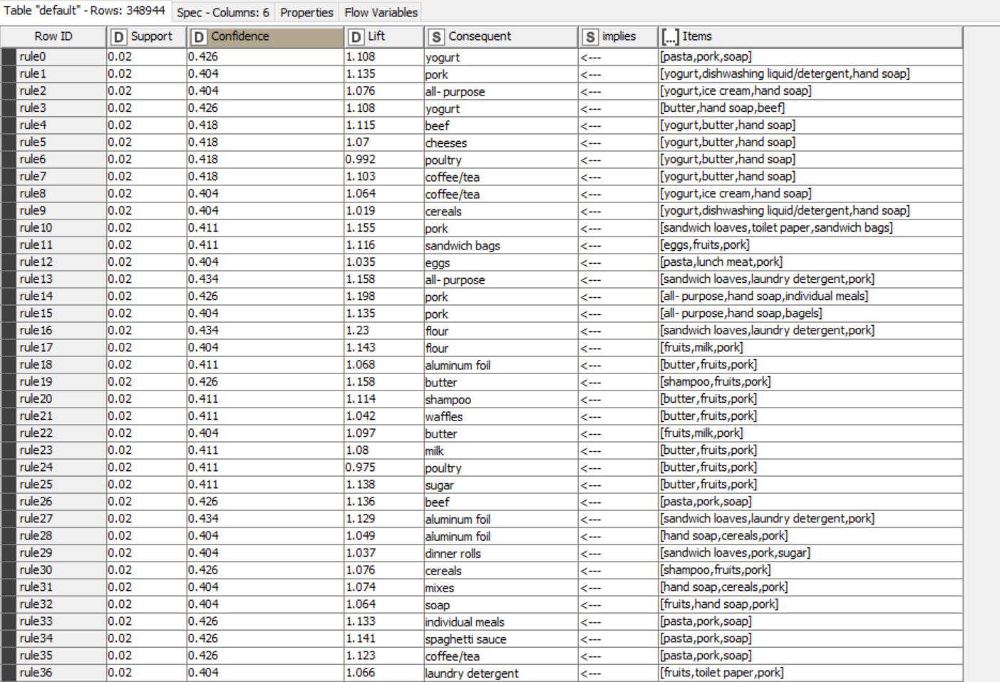 Table "default" - Rows: 348944 Spec - Columns: 6 Properties Flow Variables
Row ID D Support D Confidence D Lift S Consequent S implies [...] Items
rule0 0.02 0.426 1.108 yogurt <--- [pasta,pork,soap]
rule1 0.02 0.404 1.135 pork <--- [yogurt,dishwashing liquid/detergent,hand soap]
rule2 0.02 0.404 1.076 all- purpose <--- [yogurt,ice cream,hand soap]
rule3 0.02 0.426 1.108 yogurt <--- [butter,hand soap,beef]
rule4 0.02 0.418 1.115 beef <--- [yogurt,butter,hand soap]
rule5 0.02 0.418 1.07 cheeses <--- [yogurt,butter,hand soap]
rule6 0.02 0.418 0.992 poultry <--- [yogurt,butter,hand soap]
rule7 0.02 0.418 1.103 coffee/tea <--- [yogurt,butter,hand soap]
rule8 0.02 0.404 1.064 coffee/tea <--- [yogurt,ice cream,hand soap]
rule9 0.02 0.404 1.019 cereals <--- [yogurt,dishwashing liquid/detergent,hand soap]
rule10 0.02 0.411 1.155 pork <--- [sandwich loaves,toilet paper,sandwich bags]
rule11 0.02 0.411 1.116 sandwich bags <--- [eggs,fruits,pork]
rule12 0.02 0.404 1.035 eggs <--- [pasta,lunch meat,pork]
rule13 0.02 0.434 1.158 all- purpose <--- [sandwich loaves,laundry detergent,pork]
rule14 0.02 0.426 1.198 pork <--- [all- purpose,hand soap,individual meals]
rule15 0.02 0.404 1.135 pork <--- [all- purpose,hand soap,bagels]
rule16 0.02 0.434 1.23 flour <--- [sandwich loaves,laundry detergent,pork]
rule17 0.02 0.404 1.143 flour <--- [fruits,milk,pork]
rule18 0.02 0.411 1.068 aluminum foil <--- [butter,fruits,pork]
rule19 0.02 0.426 1.158 butter <--- [shampoo,fruits,pork]
rule20 0.02 0.411 1.114 shampoo <--- [butter,fruits,pork]
rule21 0.02 0.411 1.042 waffles <--- [butter,fruits,pork]
rule22 0.02 0.404 1.097 butter <--- [fruits,milk,pork]
rule23 0.02 0.411 1.08 milk <--- [butter,fruits,pork]
rule24 0.02 0.411 0.975 poultry <--- [butter,fruits,pork]
rule25 0.02 0.411 1.138 sugar <--- [butter,fruits,pork]
rule26 0.02 0.426 1.136 beef <--- [pasta,pork,soap]
rule27 0.02 0.434 1.129 aluminum foil <--- [sandwich loaves,laundry detergent,pork]
rule28 0.02 0.404 1.049 aluminum foil <--- [hand soap,cereals,pork]
rule29 0.02 0.404 1.037 dinner rolls <--- [sandwich loaves,pork,sugar]
rule30 0.02 0.426 1.076 cereals <--- [shampoo,fruits,pork]
rule31 0.02 0.404 1.074 mixes <--- [hand soap,cereals,pork]
rule32 0.02 0.404 1.064 soap <--- [fruits,hand soap,pork]
rule33 0.02 0.426 1.133 individual meals <--- [pasta,pork,soap]
rule34 0.02 0.426 1.141 spaghetti sauce <--- [pasta,pork,soap]
rule35 0.02 0.426 1.123 coffee/tea <--- [pasta,pork,soap]
rule36 0.02 0.404 1.066 laundry detergent <--- [fruits,toilet paper,pork]